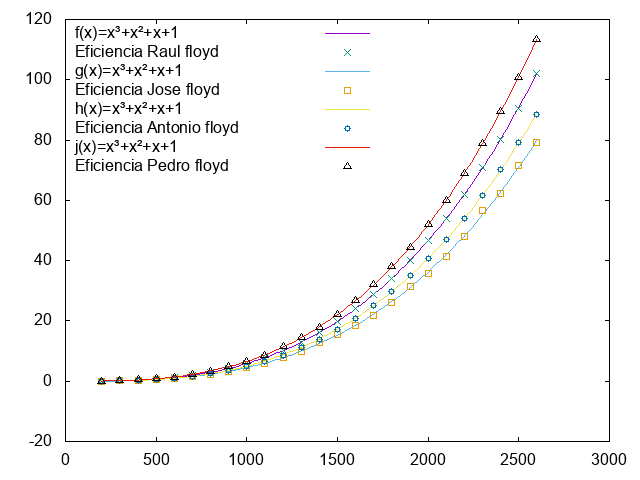 120
100
80
60
40
20
0
-20
0 500 1000 1500 2000 2500 3000
f(x)=x³+x²+x+1
Eficiencia Raul floyd
g(x)=x³+x²+x+1
Eficiencia Jose floyd
h(x)=x³+x²+x+1
Eficiencia Antonio floyd
j(x)=x³+x²+x+1
Eficiencia Pedro floyd